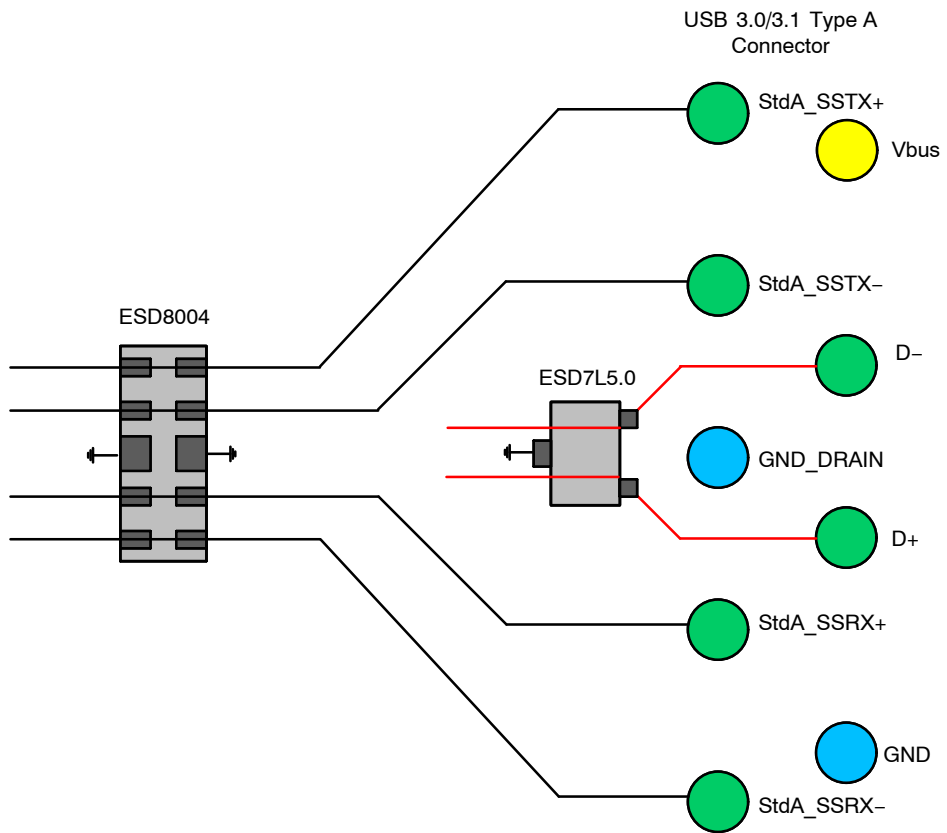 USB 3.0/3.1 Type A
Connector
StdA_SSTX+
Vbus
StdA_SSTX−
ESD8004
D−
ESD7L5.0
GND_DRAIN
D+
StdA_SSRX+
GND
StdA_SSRX−